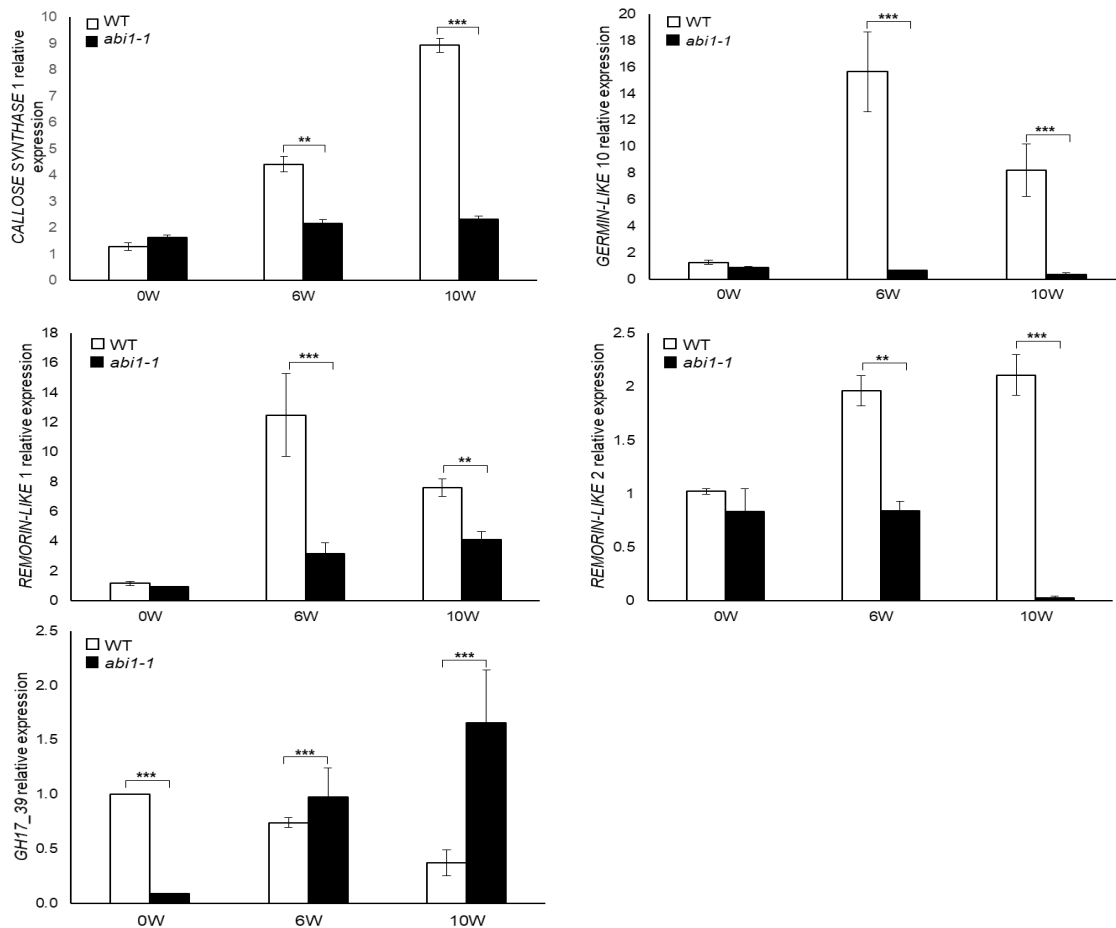 CALLOSE SYNTHASE 1 relative
expression
10
9
8
7
6
5
4
3
2
1
0
WT
abi1-1
**
***
0W
6W
10W
GERMIN-LIKE 10 relative expression
20
18
16
14
12
10
8
6
4
2
0
WT
abi1-1
***
***
0W
6W
10W
REMORIN-LIKE 1 relative expression
18
16
14
12
10
8
6
4
2
0
WT
abi1-1
***
**
0W
6W
10W
REMORIN-LIKE 2 relative expression
2.5
2
1.5
1
0.5
0
WT
abi1-1
**
***
0W
6W
10W
GH17_39 relative expression
2.5
2.0
1.5
1.0
0.5
0.0
WT
abi1-1
***
***
***
0W
6W
10W